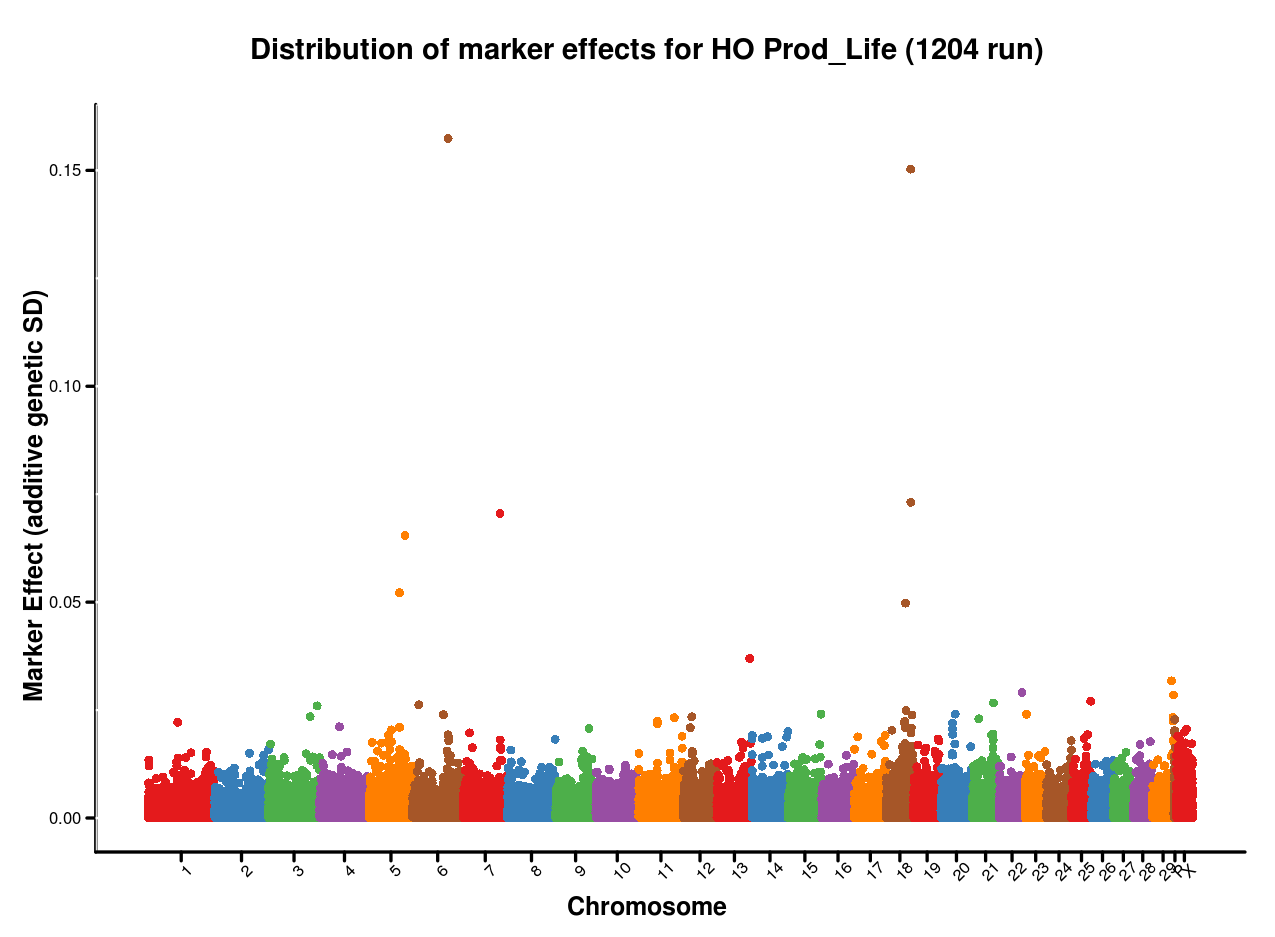 Distribution of marker effects for HO Prod_Life (1204 run)
Marker Effect (additive genetic SD)
0.15
0.10
0.05
0.00
1 2 3 4 5 6 7 8 9 10 11 12 13 14 15 16 17 18 19 20 21 22 23 24 25 26 27 28 29 X
Chromosome